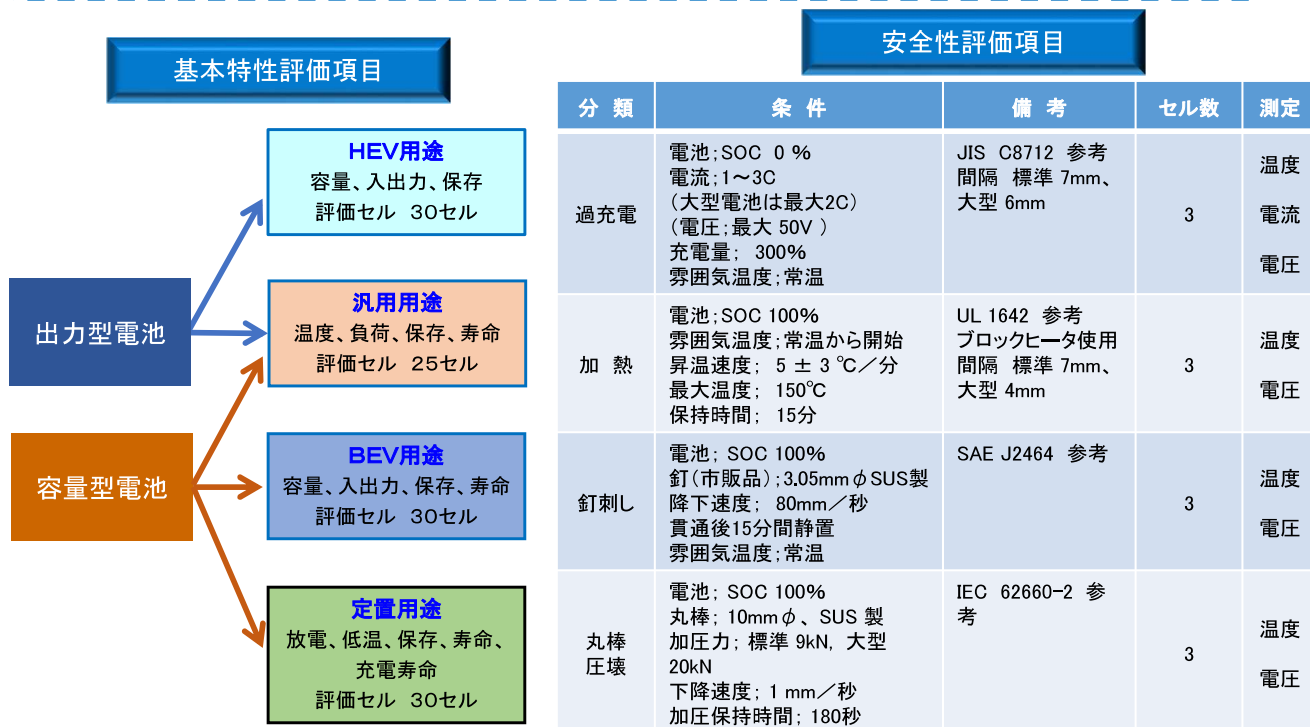 基本特性評価項目
HEV用途
容量、入出力、保存
評価セル 30セル
出力型電池
汎用用途
温度、負荷、保存、寿命
評価セル 25セル
容量型電池
BEV用途
容量、入出力、保存、寿命
評価セル 30セル
定置用途
放電、低温、保存、寿命、
充電寿命
評価セル 30セル
安全性評価項目
分 類 条 件 備 考 セル数 測定
過充電
電池;SOC 0 %
電流;1～3C
(大型電池は最大2C)
(電圧;最大 50V )
充電量; 300%
雰囲気温度;常温
JIS C8712 参考
間隔 標準 7mm、
大型 6mm
3
温度
電流
電圧
加 熱
電池;SOC 100%
雰囲気温度;常温から開始
昇温速度; 5 ± 3 ℃／分
最大温度; 150℃
保持時間; 15分
UL 1642 参考
ブロックヒータ使用
間隔 標準 7mm、
大型 4mm
3
温度
電圧
釘刺し
電池; SOC 100%
釘(市販品);3.05mmφSUS製
降下速度; 80mm／秒
貫通後15分間静置
雰囲気温度;常温
SAE J2464 参考
3
温度
電圧
丸棒
圧壊
電池; SOC 100%
丸棒; 10mmφ、SUS 製
加圧力; 標準 9kN, 大型
20kN
下降速度; 1 mm／秒
加圧保持時間; 180秒
IEC 62660-2 参
考
3
温度
電圧